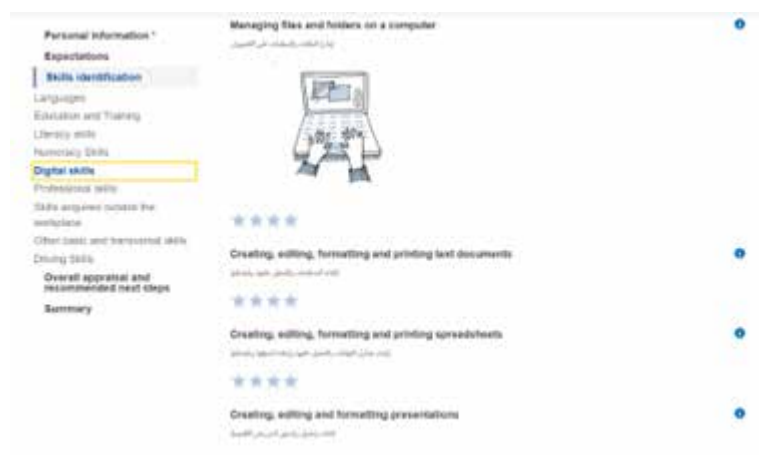 Personal Information *
Expectations
Skills identification
Languages
Education and Training
Literacy skills
Numeracy Skills
Digital skills
Professional skills
Skills acquired outside the
workplace
Other basic and transversal skills
Driving Skills
Overall appraisal and
recommended next steps
Summary
Managing files and folders on a computer
Creating, editing, formatting and printing text documents
Creating, editing, formatting and printing spreadsheets
Creating, editing and formatting presentations